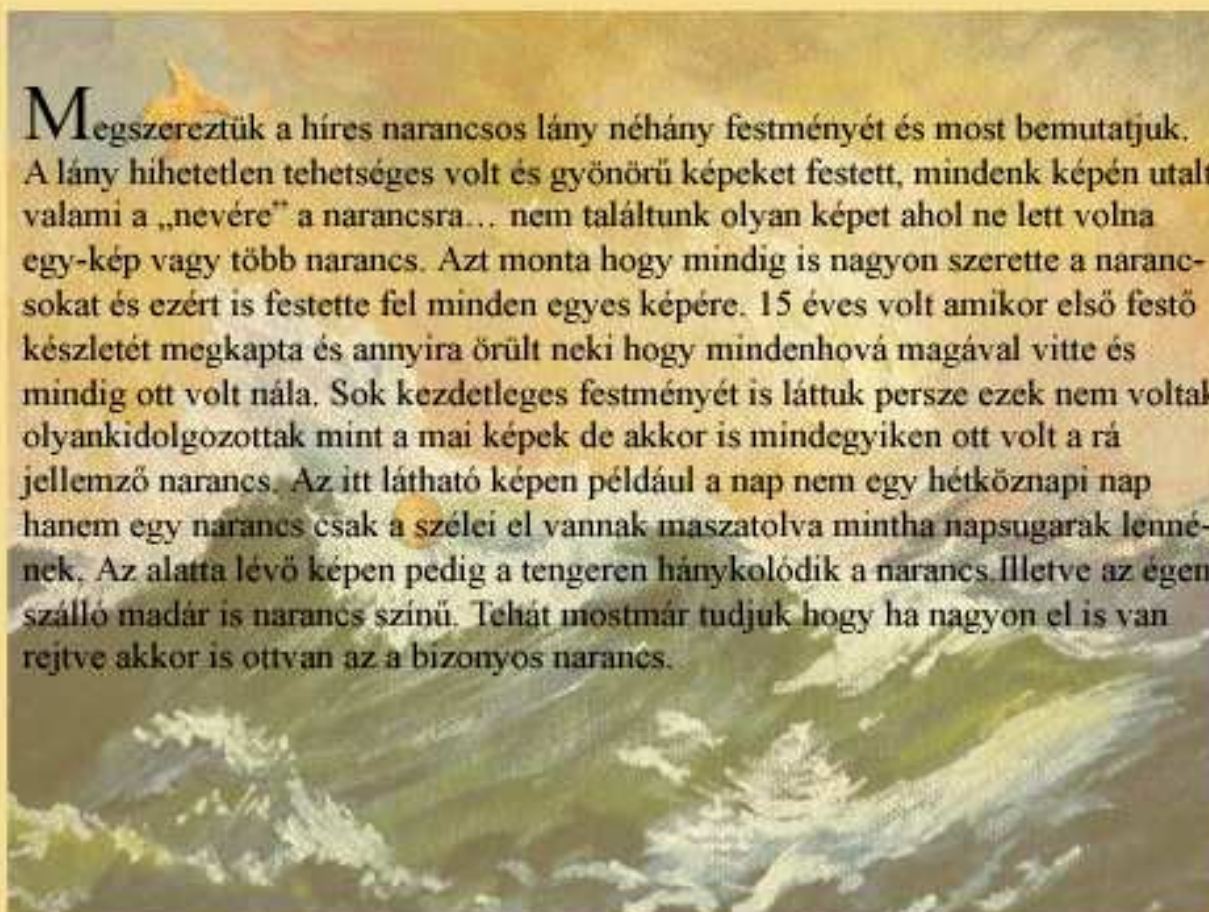 Megszereztük a híres narancsos lány néhány festményét és most bemutatjuk.
A lány hihetetlen tehetséges volt és gyönörű képeket festett, mindenk képén utalt
valami a „nevére” a narancsra… nem találtunk olyan képet ahol ne lett volna
egy-kép vagy több narancs. Azt monta hogy mindig is nagyon szerette a naranc-
sokat és ezért is festette fel minden egyes képére. 15 éves volt amikor első festő
készletét megkapta és annyira örült neki hogy mindenhová magával vitte és
mindig ott volt nála. Sok kezdetleges festményét is láttuk persze ezek nem voltak
olyankidolgozottak mint a mai képek de akkor is mindegyiken ott volt a rá
jellemző narancs. Az itt látható képen például a nap nem egy hétköznapi nap
hanem egy narancs csak a szélei el vannak maszatolva mintha napsugarak lenné-
nek. Az alatta lévő képen pedig a tengeren hánykolódik a narancs.Illetve az égen
szálló madár is narancs színű. Tehát mostmár tudjuk hogy ha nagyon el is van
rejtve akkor is ottvan az a bizonyos narancs.